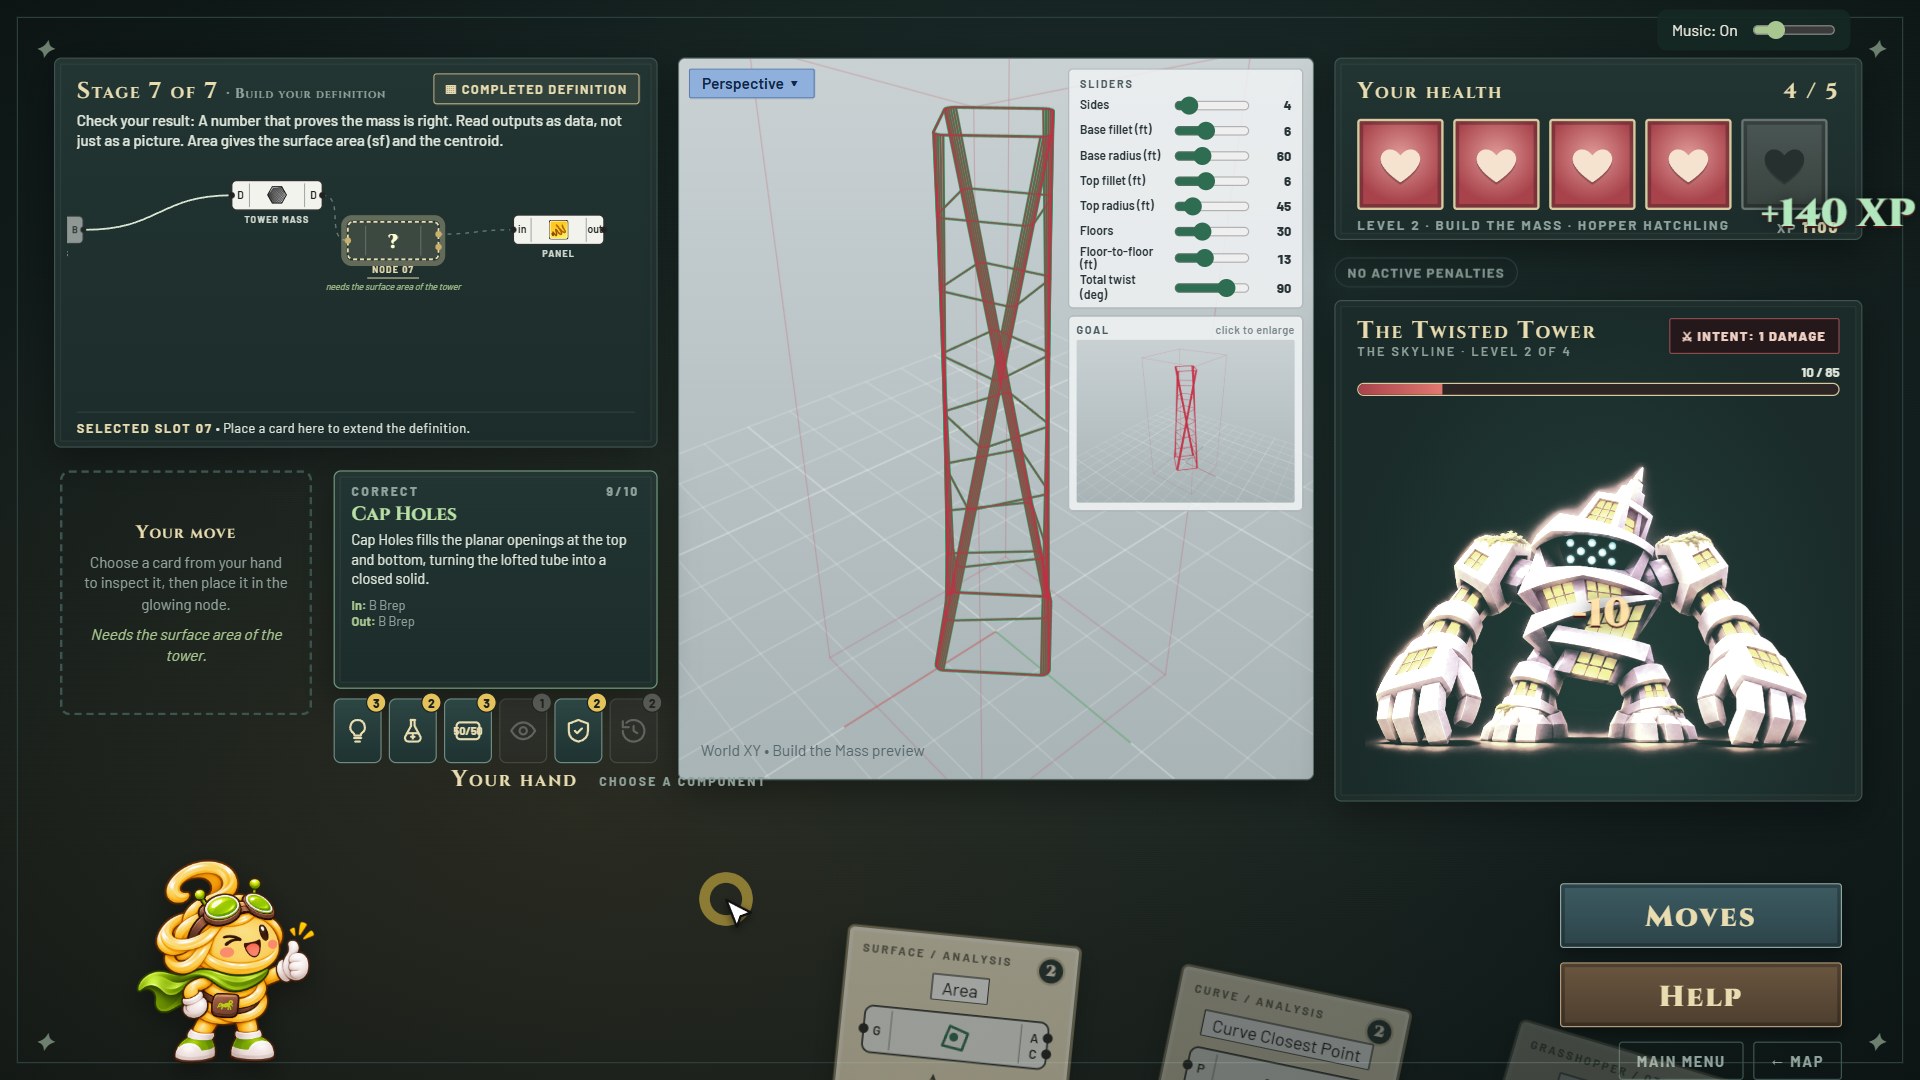 Music: On
Stage 7 of 7 · Build your definition
COMPLETED DEFINITION
Check your result: A number that proves the mass is right. Read outputs as data, not
just as a picture. Area gives the surface area (sf) and the centroid.
B
D D
TOWER MASS
?
NODE 07
needs the surface area of the tower
in out
PANEL
SELECTED SLOT 07 • Place a card here to extend the definition.
Your move
Choose a card from your hand
to inspect it, then place it in the
glowing node.
Needs the surface area of the
tower.
CORRECT 9/10
Cap Holes
Cap Holes fills the planar openings at the top
and bottom, turning the lofted tube into a
closed solid.
In: B Brep
Out: B Brep
3 2 3 1 2 2
50/50
Your hand CHOOSE A COMPONENT
Perspective ▼
SLIDERS
Sides 4
Base fillet (ft) 6
Base radius (ft) 60
Top fillet (ft) 6
Top radius (ft) 45
Floors 30
Floor-to-floor
(ft) 13
Total twist
(deg) 90
GOAL click to enlarge
World XY • Build the Mass preview
Your health 4 / 5
LEVEL 2 · BUILD THE MASS · HOPPER HATCHLING
+140 XP
NO ACTIVE PENALTIES
The Twisted Tower
INTENT: 1 DAMAGE
THE SKYLINE · LEVEL 2 OF 4
10 / 85
-10
SURFACE / ANALYSIS 2
Area
G A
C
CURVE / ANALYSIS 2
Curve Closest Point
P
Moves
Help
MAIN MENU ← MAP